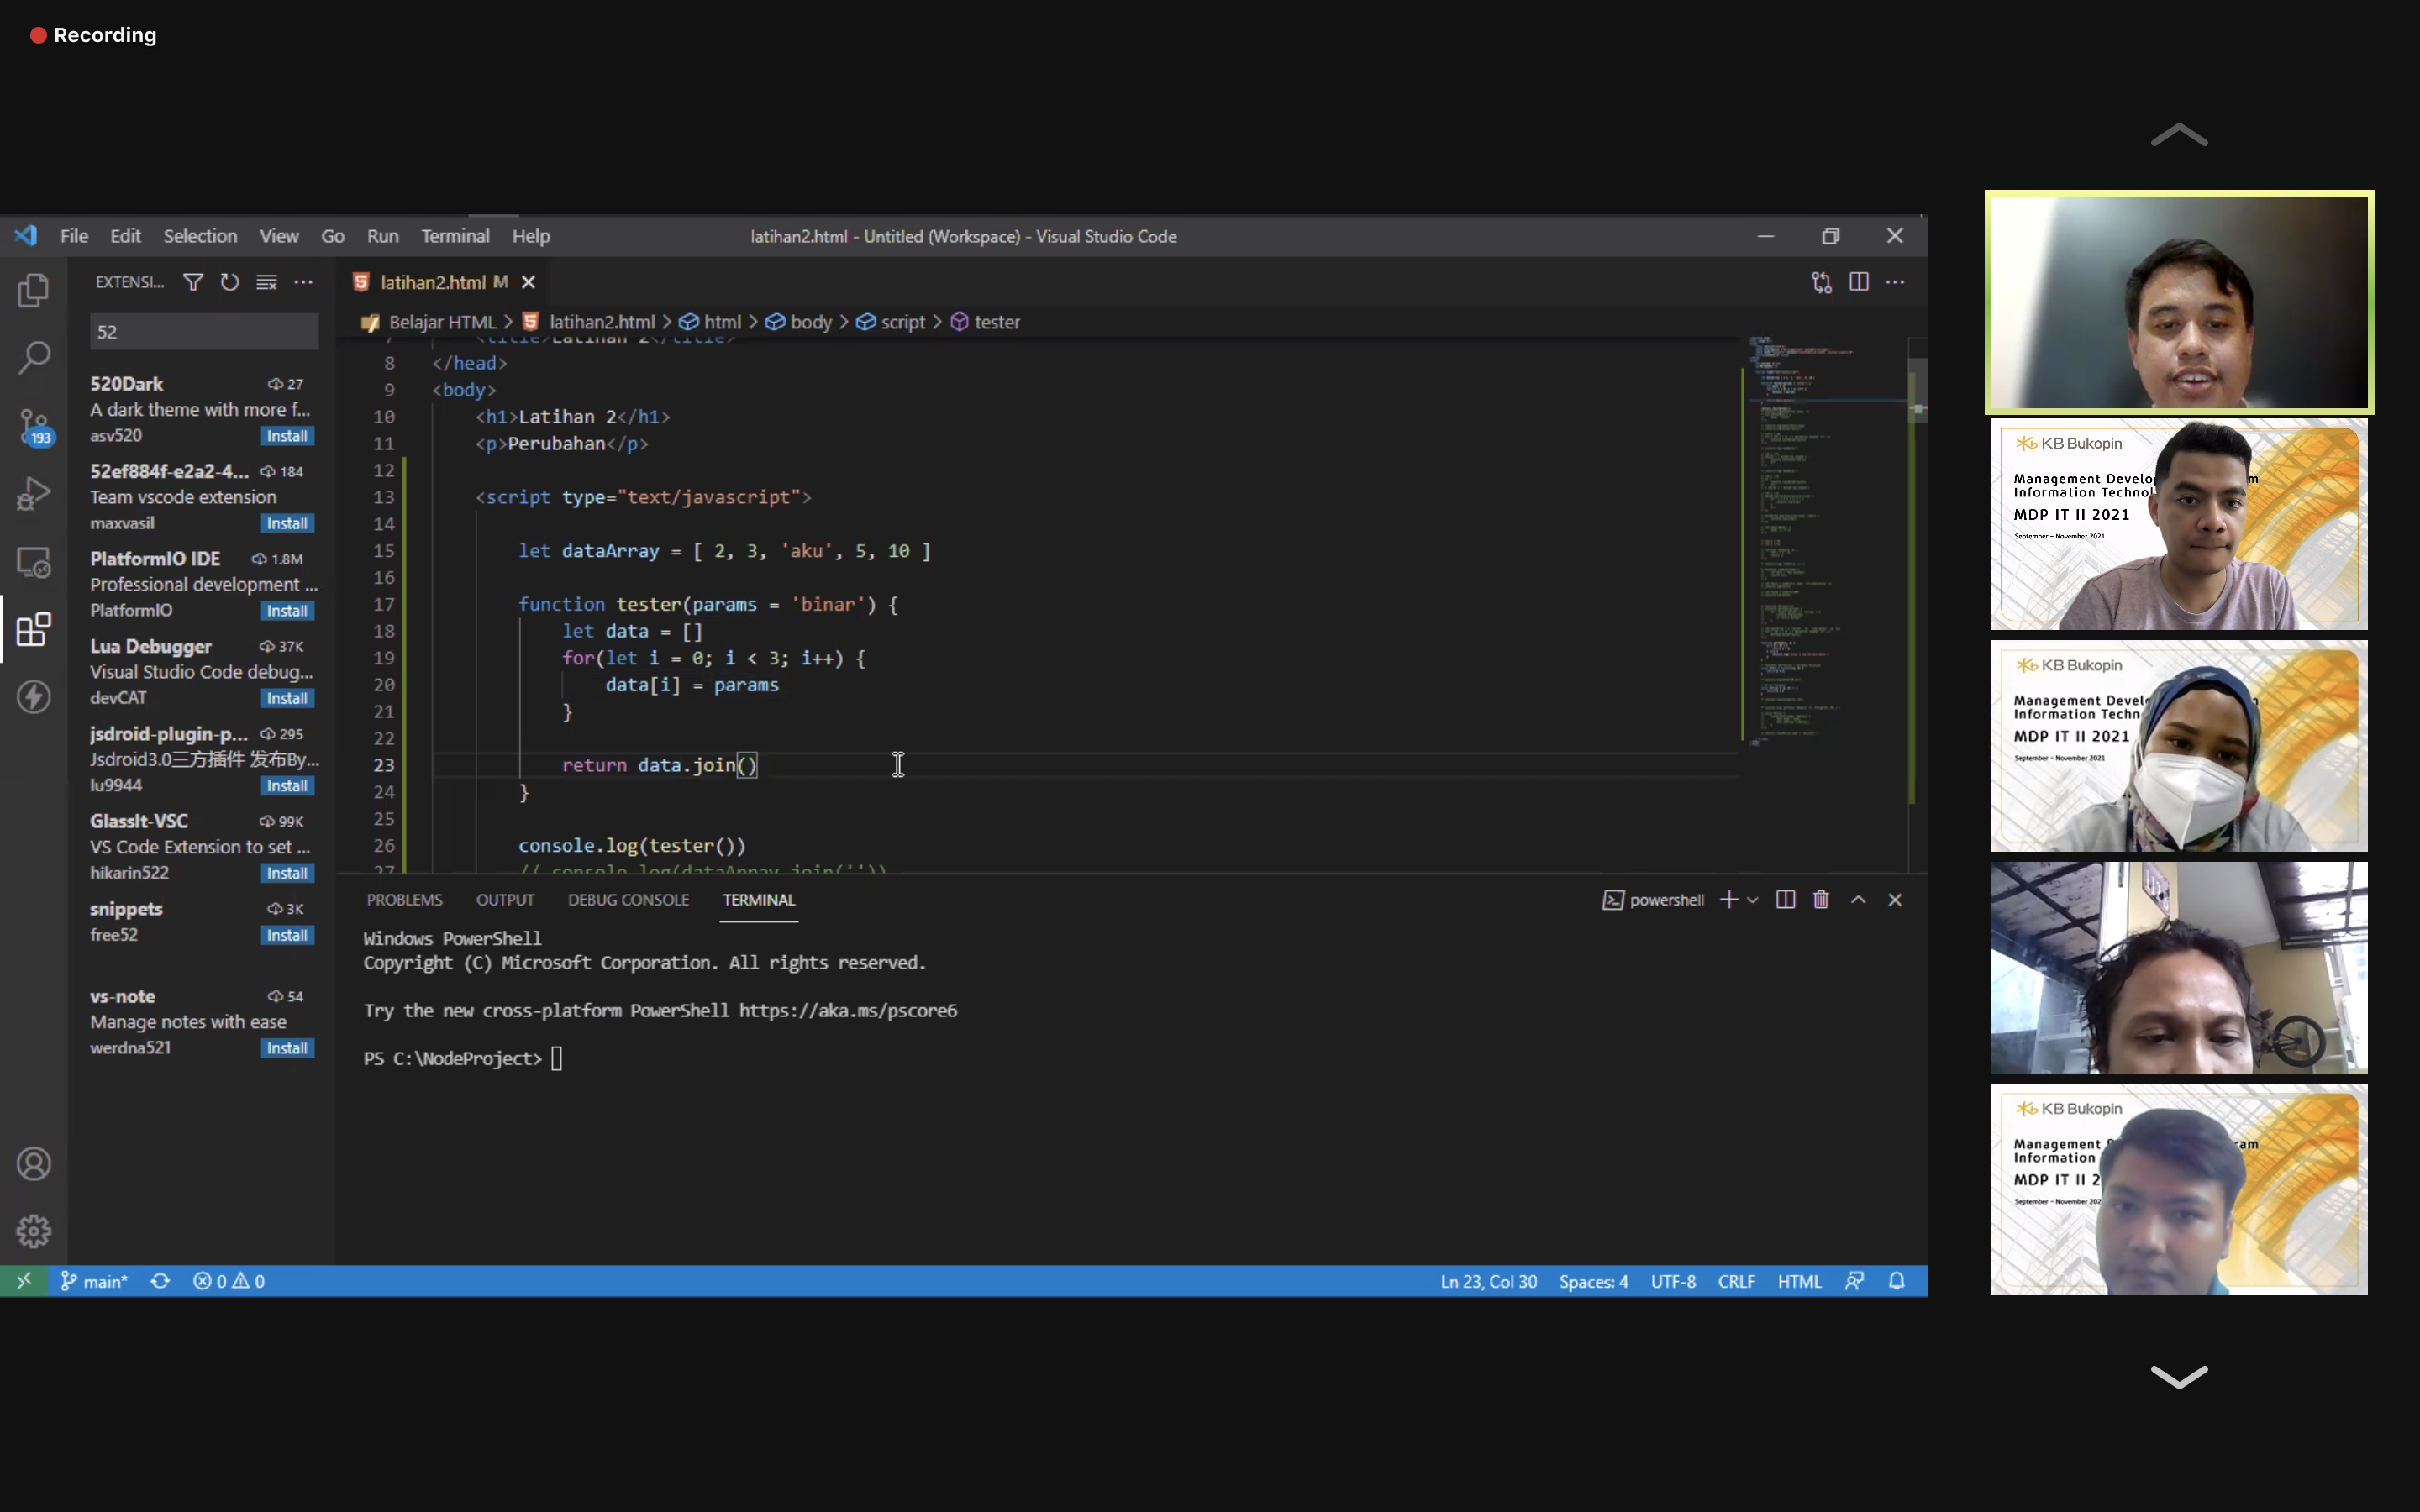 Recording
File Edit Selection View Go Run Terminal Help
latihan2.html - Untitled (Workspace) - Visual Studio Code
EXTENSI...
latihan2.html M
Belajar HTML > latihan2.html > html > body > script > tester
52
520Dark 27
A dark theme with more f...
asv520 Install
52ef884f-e2a2-4... 184
Team vscode extension
maxvasil Install
PlatformIO IDE 1.8M
Professional development ...
PlatformIO Install
Lua Debugger 37K
Visual Studio Code debug...
devCAT Install
jsdroid-plugin-p... 295
Jsdroid3.0三方插件 发布By...
lu9944 Install
GlassIt-VSC 99K
VS Code Extension to set ...
hikarin522 Install
snippets 3K
free52 Install
vs-note 54
Manage notes with ease
werdna521 Install
193
7 <title>Latihan 2</title>
8 </head>
9 <body>
10 <h1>Latihan 2</h1>
11 <p>Perubahan</p>
12
13 <script type="text/javascript">
14
15 let dataArray = [ 2, 3, 'aku', 5, 10 ]
16
17 function tester(params = 'binar') {
18 let data = []
19 for(let i = 0; i < 3; i++) {
20 data[i] = params
21 }
22
23 return data.join()
24 }
25
26 console.log(tester())
27 // console.log(dataArray.join(''))
PROBLEMS OUTPUT DEBUG CONSOLE TERMINAL
powershell
Windows PowerShell
Copyright (C) Microsoft Corporation. All rights reserved.
Try the new cross-platform PowerShell https://aka.ms/pscore6
PS C:\NodeProject>
main* 0 0
Ln 23, Col 30 Spaces: 4 UTF-8 CRLF HTML
KB Bukopin
Management Develo m
Information Technol
MDP IT II 2021
September – November 2021
KB Bukopin
Management Devel
Information Techn
MDP IT II 2021
September – November 2021
KB Bukopin
Management am
Information
MDP IT II 2
September – November 202